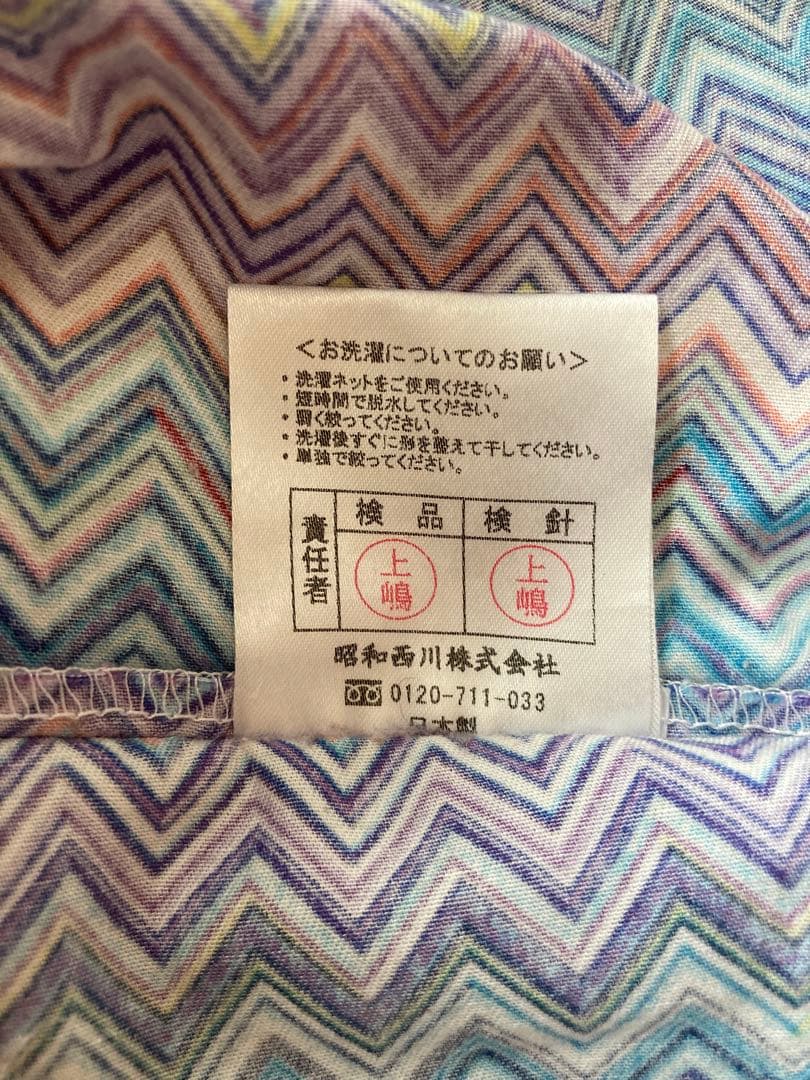 <お洗濯についてのお願い>
・洗濯ネットをご使用ください。
・短時間で脱水してください。
・弱く絞ってください。
・洗濯後すぐに形を整えて干してください。
・単独で絞ってください。
責任者
検品 検針
上嶋 上嶋
昭和西川株式会社
0120-711-033
日本製